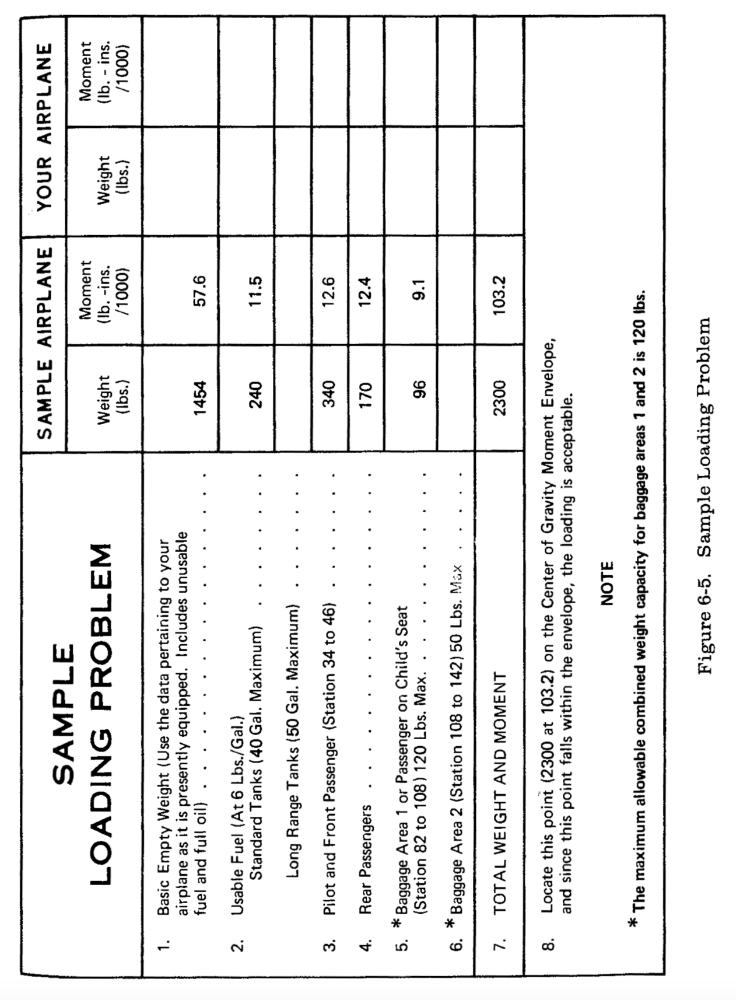 SAMPLE
LOADING PROBLEM
SAMPLE AIRPLANE
YOUR AIRPLANE
Weight
(lbs.)
Moment
(lb. -ins.
/1000)
Weight
(lbs.)
Moment
(lb. - ins.
/1000)
1. Basic Empty Weight (Use the data pertaining to your
airplane as it is presently equipped. Includes unusable
fuel and full oil) . . . . . . . . . . . . . . . . . . . 1454 57.6
2. Usable Fuel (At 6 Lbs./Gal.)
Standard Tanks (40 Gal. Maximum) . . . . . . . . 240 11.5
Long Range Tanks (50 Gal. Maximum) . . . . . . .
3. Pilot and Front Passenger (Station 34 to 46) . . . . . . . 340 12.6
4. Rear Passengers . . . . . . . . . . . . . . . . . . 170 12.4
5. * Baggage Area 1 or Passenger on Child's Seat
(Station 82 to 108) 120 Lbs. Max. . . . . . . . . . . . 96 9.1
6. * Baggage Area 2 (Station 108 to 142) 50 Lbs. Max . . . . .
7. TOTAL WEIGHT AND MOMENT 2300 103.2
8. Locate this point (2300 at 103.2) on the Center of Gravity Moment Envelope,
and since this point falls within the envelope, the loading is acceptable.
NOTE
* The maximum allowable combined weight capacity for baggage areas 1 and 2 is 120 lbs.
Figure 6-5. Sample Loading Problem